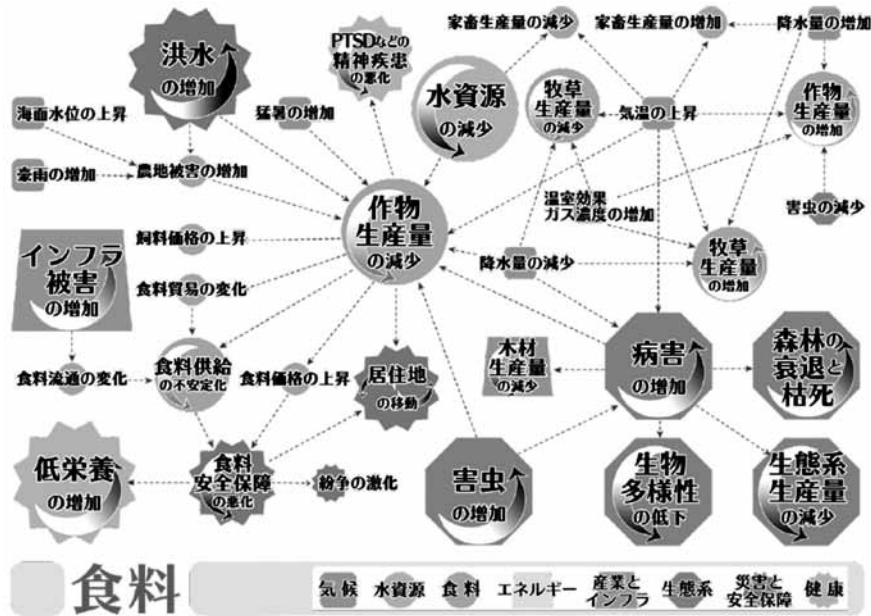 洪水
の増加
PTSDなどの
精神疾患
の悪化
家畜生産量の減少
家畜生産量の増加
降水量の増加
海面水位の上昇
猛暑の増加
水資源
の減少
牧草
生産量
の減少
気温の上昇
作物
生産量
の増加
豪雨の増加
農地被害の増加
温室効果
ガス濃度の増加
害虫の減少
飼料価格の上昇
作物
生産量
の減少
インフラ
被害
の増加
食料貿易の変化
降水量の減少
牧草
生産量
の増加
食料流通の変化
食料供給
の不安定化
食料価格の上昇
居住地
の移動
木材
生産量
の減少
病害
の増加
森林の
衰退と
枯死
低栄養
の増加
食料
安全保障
の悪化
紛争の激化
害虫
の増加
生物
多様性
の低下
生態系
生産量
の減少
食料
気候
水資源
食料
エネルギー
産業と
インフラ
生態系
災害と
安全保障
健康